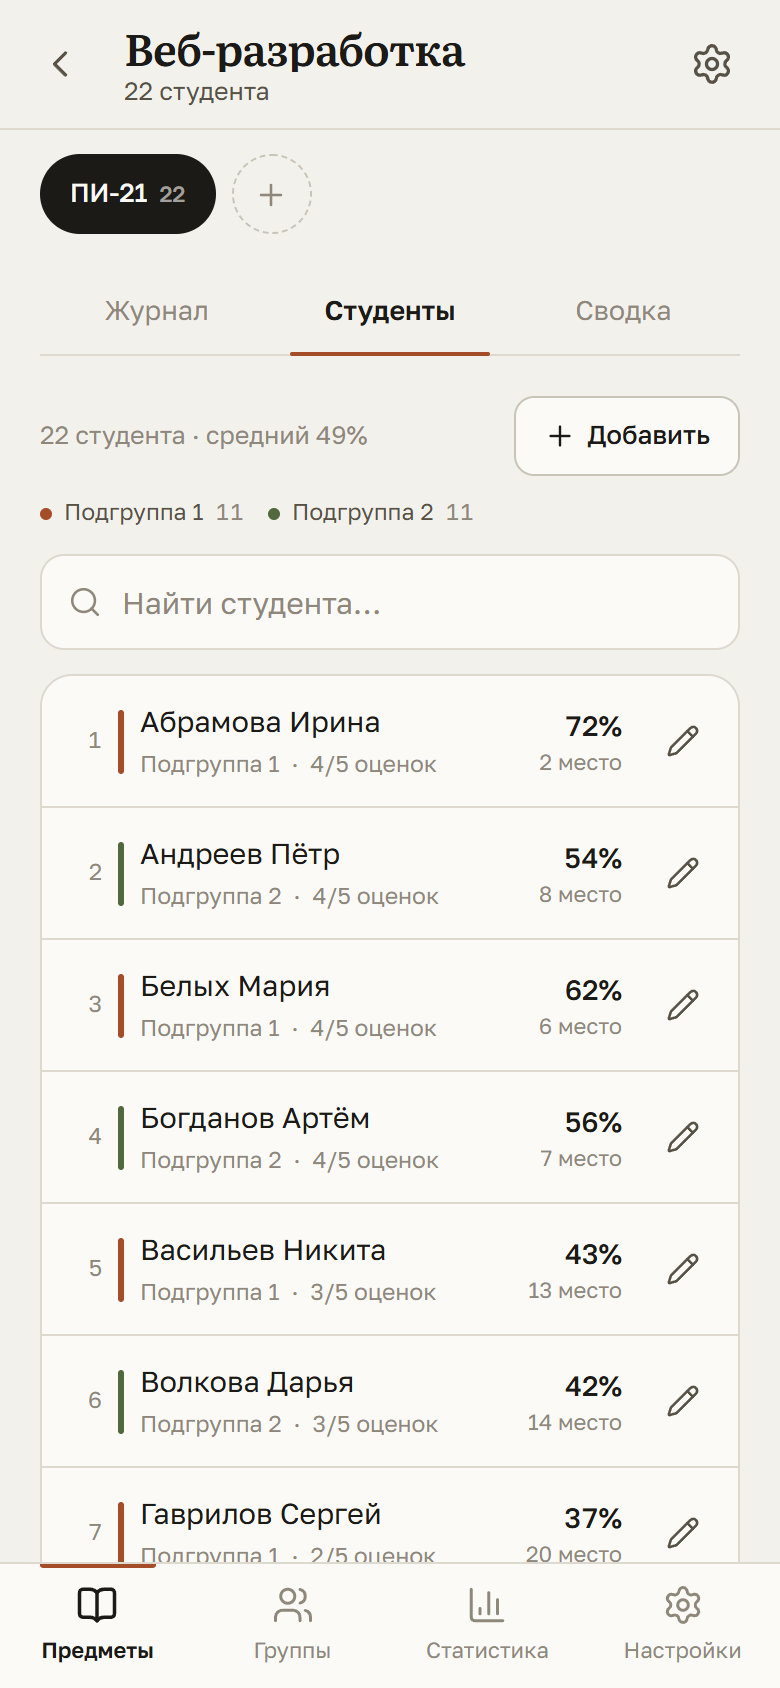 Веб-разработка
22 студента
ПИ-21 22
Журнал Студенты Сводка
22 студента · средний 49%
Добавить
Подгруппа 1 11 Подгруппа 2 11
Найти студента...
1 Абрамова Ирина 72%
Подгруппа 1 · 4/5 оценок 2 место
2 Андреев Пётр 54%
Подгруппа 2 · 4/5 оценок 8 место
3 Белых Мария 62%
Подгруппа 1 · 4/5 оценок 6 место
4 Богданов Артём 56%
Подгруппа 2 · 4/5 оценок 7 место
5 Васильев Никита 43%
Подгруппа 1 · 3/5 оценок 13 место
6 Волкова Дарья 42%
Подгруппа 2 · 3/5 оценок 14 место
7 Гаврилов Сергей 37%
Подгруппа 1 · 2/5 оценок 20 место
Предметы Группы Статистика Настройки